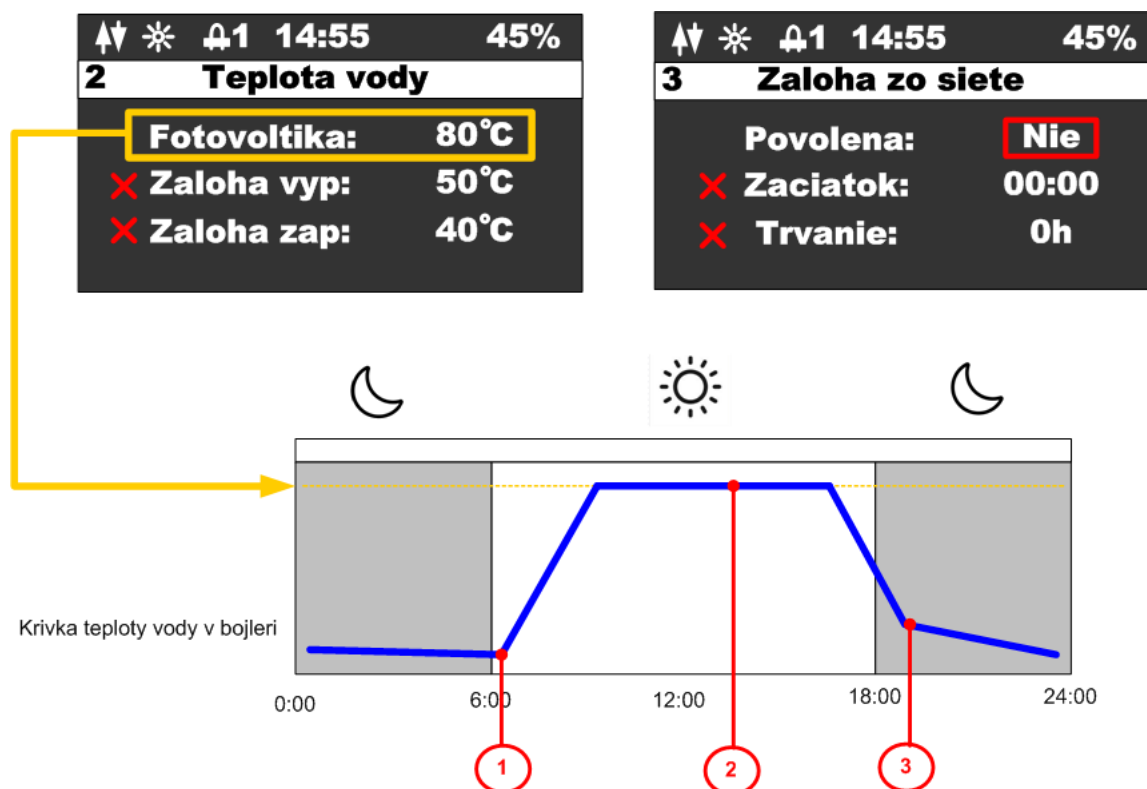 1 14:55 45%
2 Teplota vody
Fotovoltika: 80°C
Zaloha vyp: 50°C
Zaloha zap: 40°C
1 14:55 45%
3 Zaloha zo siete
Povolena: Nie
Zaciatok: 00:00
Trvanie: 0h
Krivka teploty vody v bojleri
0:00 6:00 12:00 18:00 24:00
1 2 3